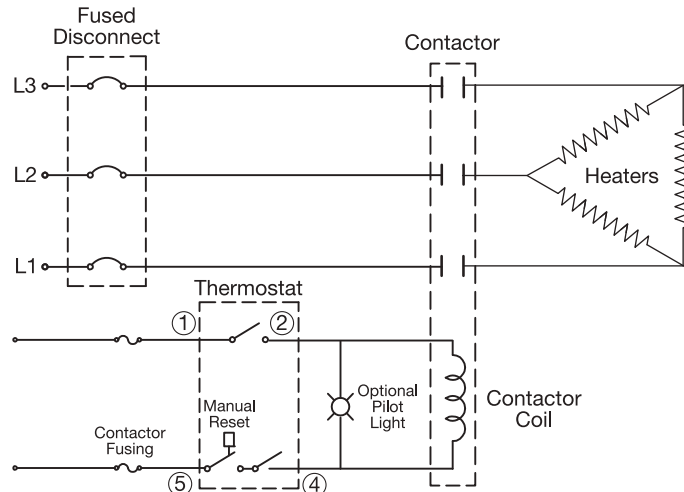 Fused
Disconnect
Contactor
L3
L2
Heaters
L1
Thermostat
1
2
Optional
Pilot
Light
Contactor
Coil
Manual
Reset
Contactor
Fusing
5
4